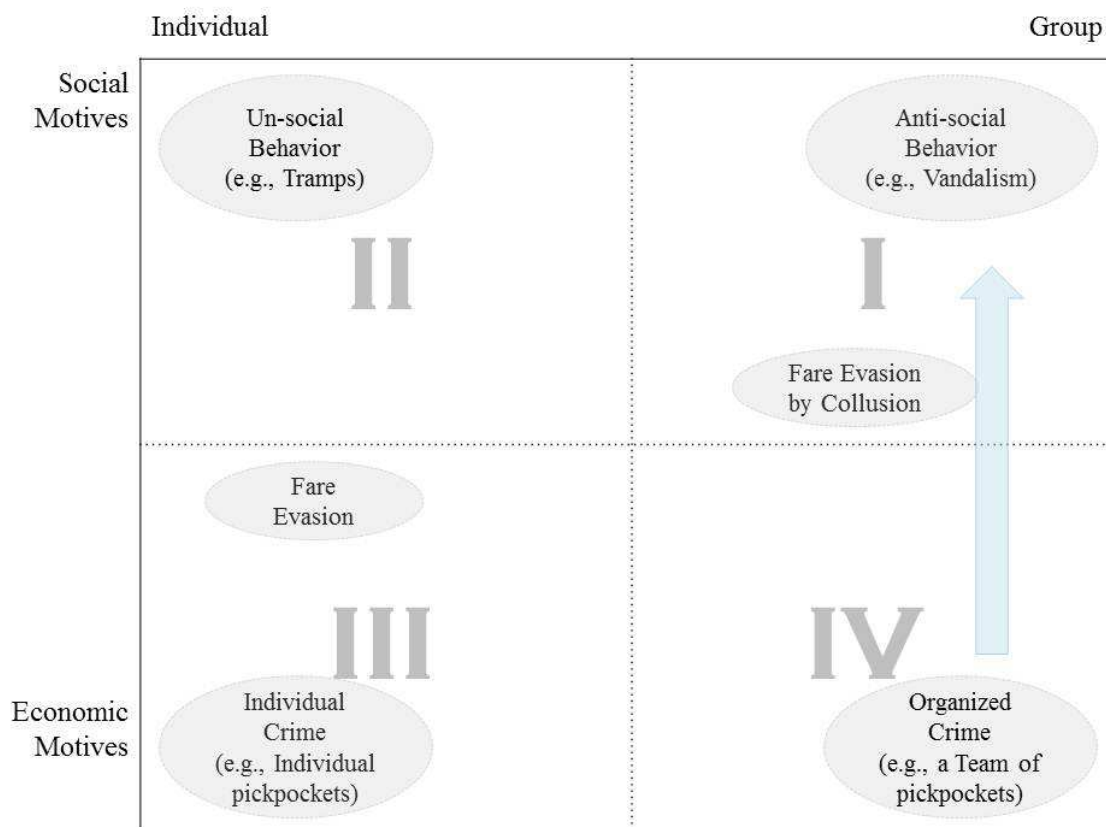 Individual
Group
Social
Motives
Un-social
Behavior
(e.g., Tramps)
Anti-social
Behavior
(e.g., Vandalism)
II
I
Fare Evasion
by Collusion
Fare
Evasion
III
IV
Economic
Motives
Individual
Crime
(e.g., Individual
pickpockets)
Organized
Crime
(e.g., a Team of
pickpockets)